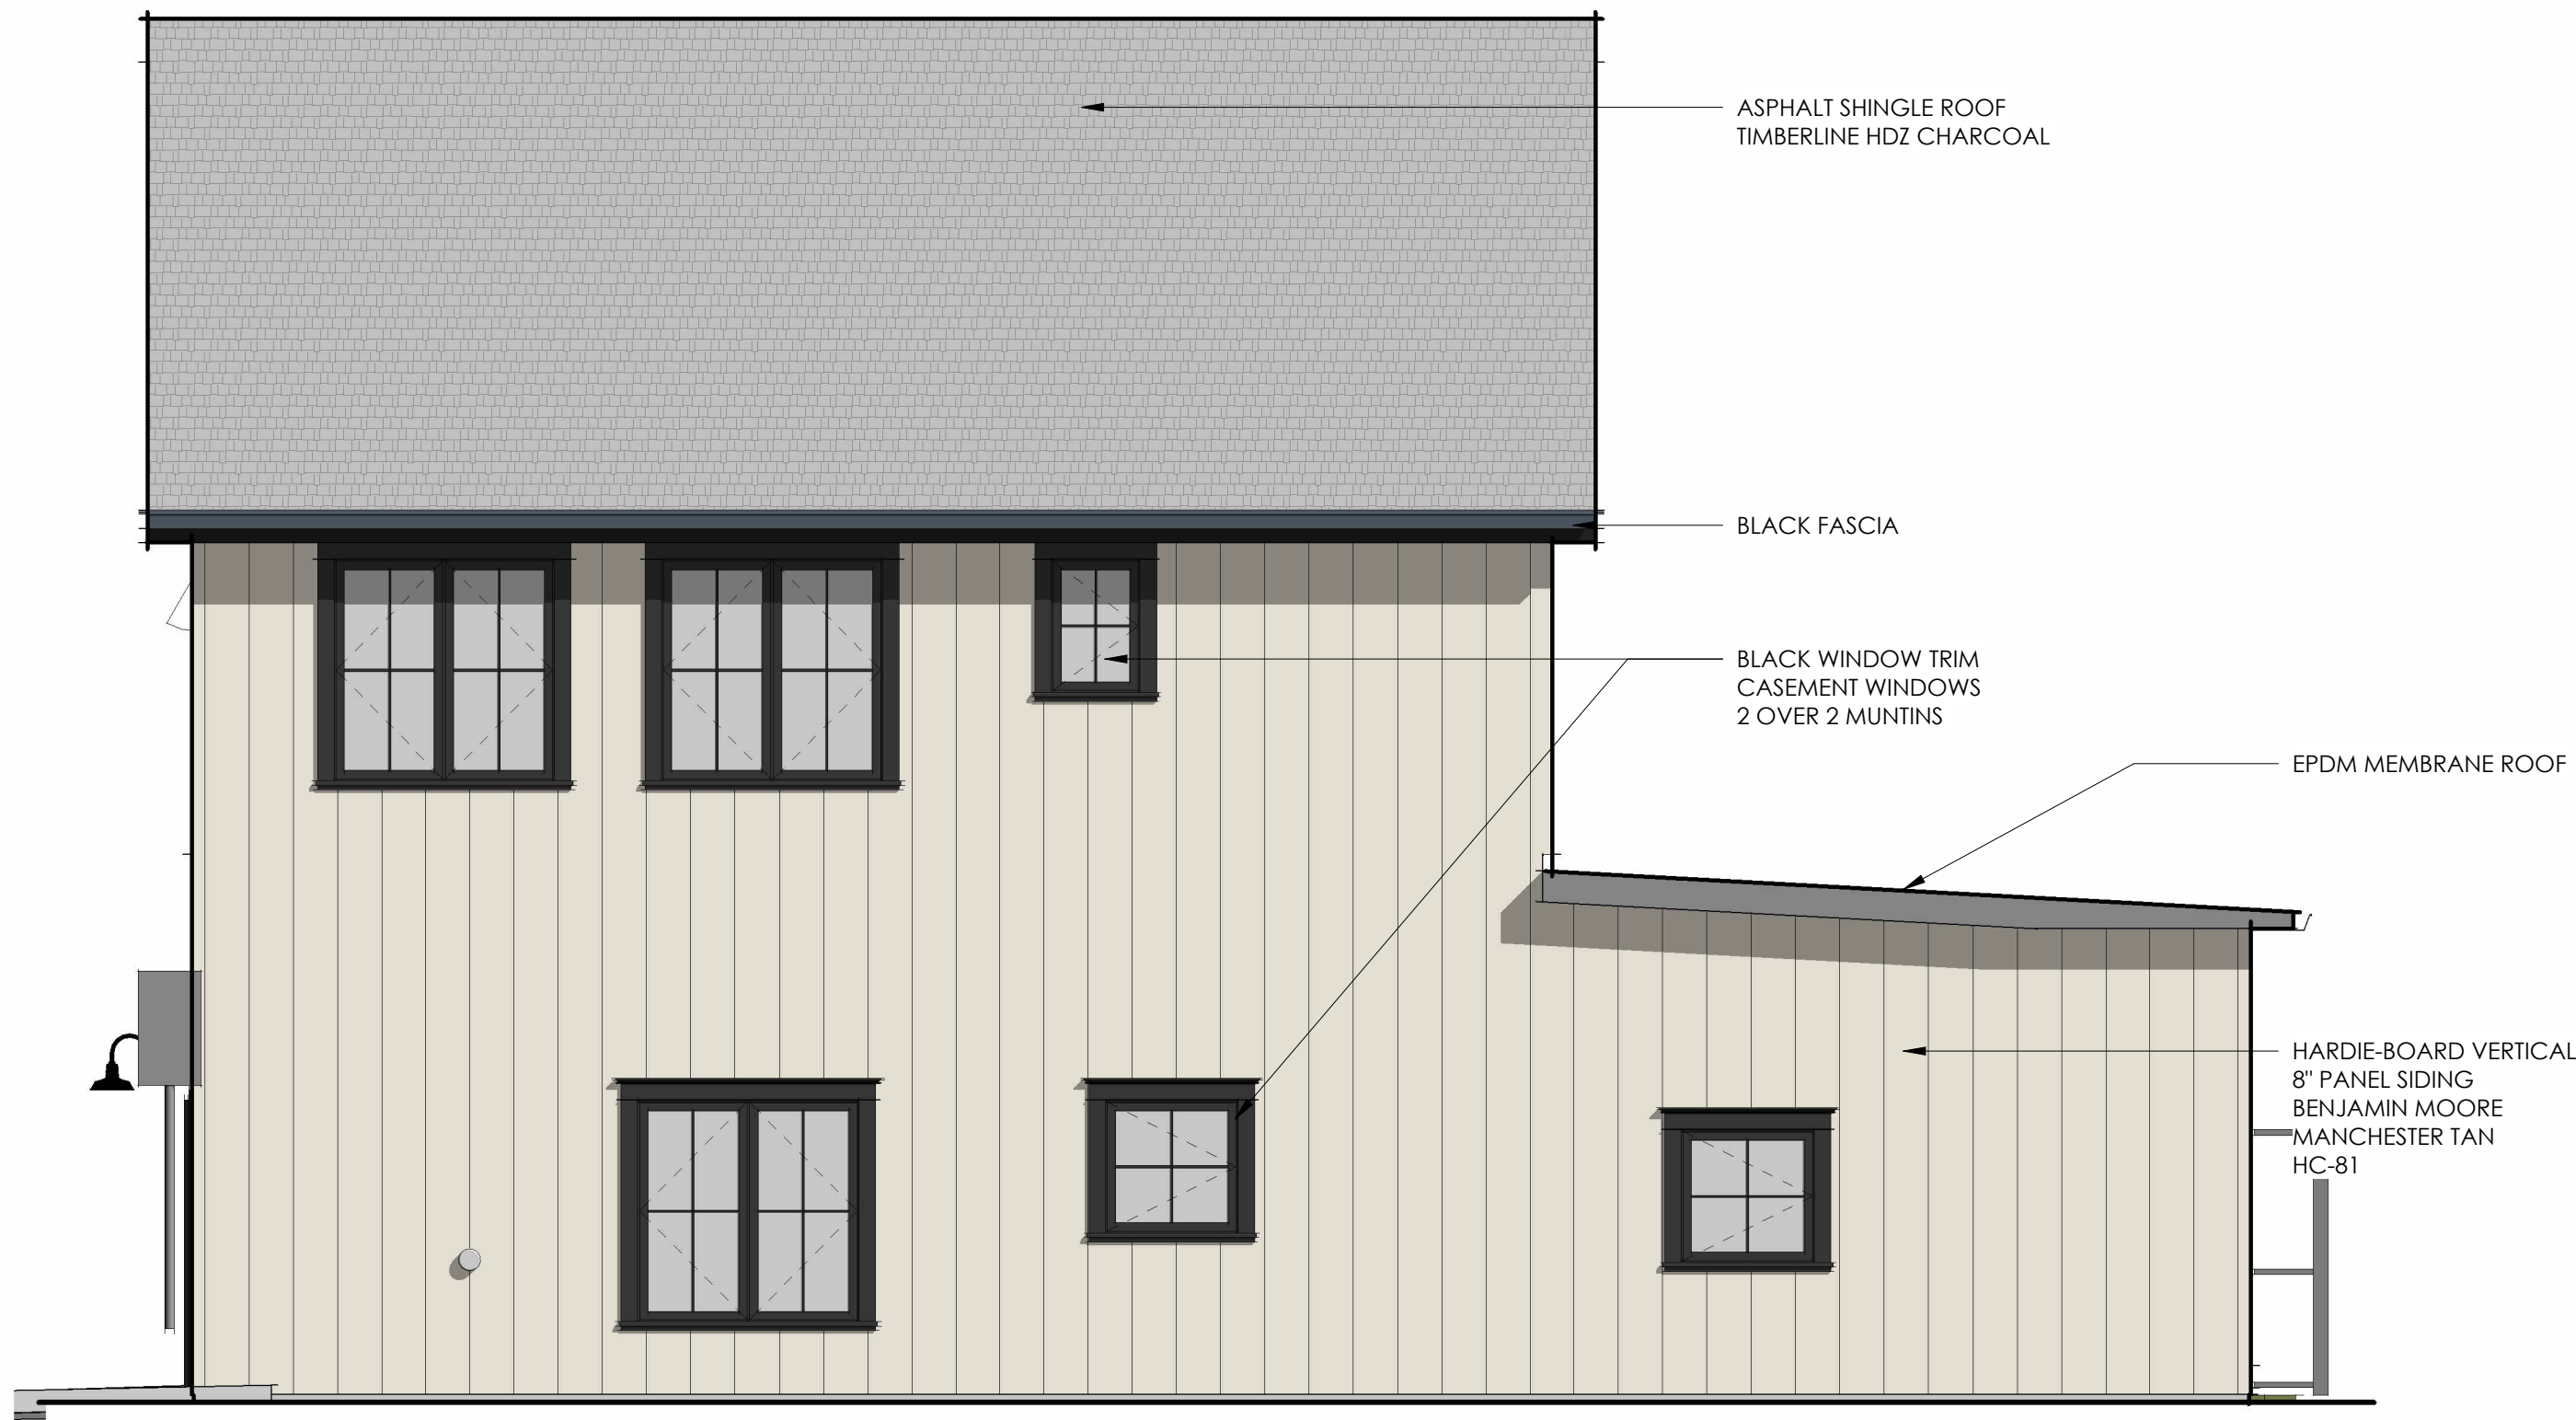 ASPHALT SHINGLE ROOF
TIMBERLINE HDZ CHARCOAL
BLACK FASCIA
BLACK WINDOW TRIM
CASEMENT WINDOWS
2 OVER 2 MUNTINS
EPDM MEMBRANE ROOF
HARDIE-BOARD VERTICAL
8" PANEL SIDING
BENJAMIN MOORE
MANCHESTER TAN
HC-81